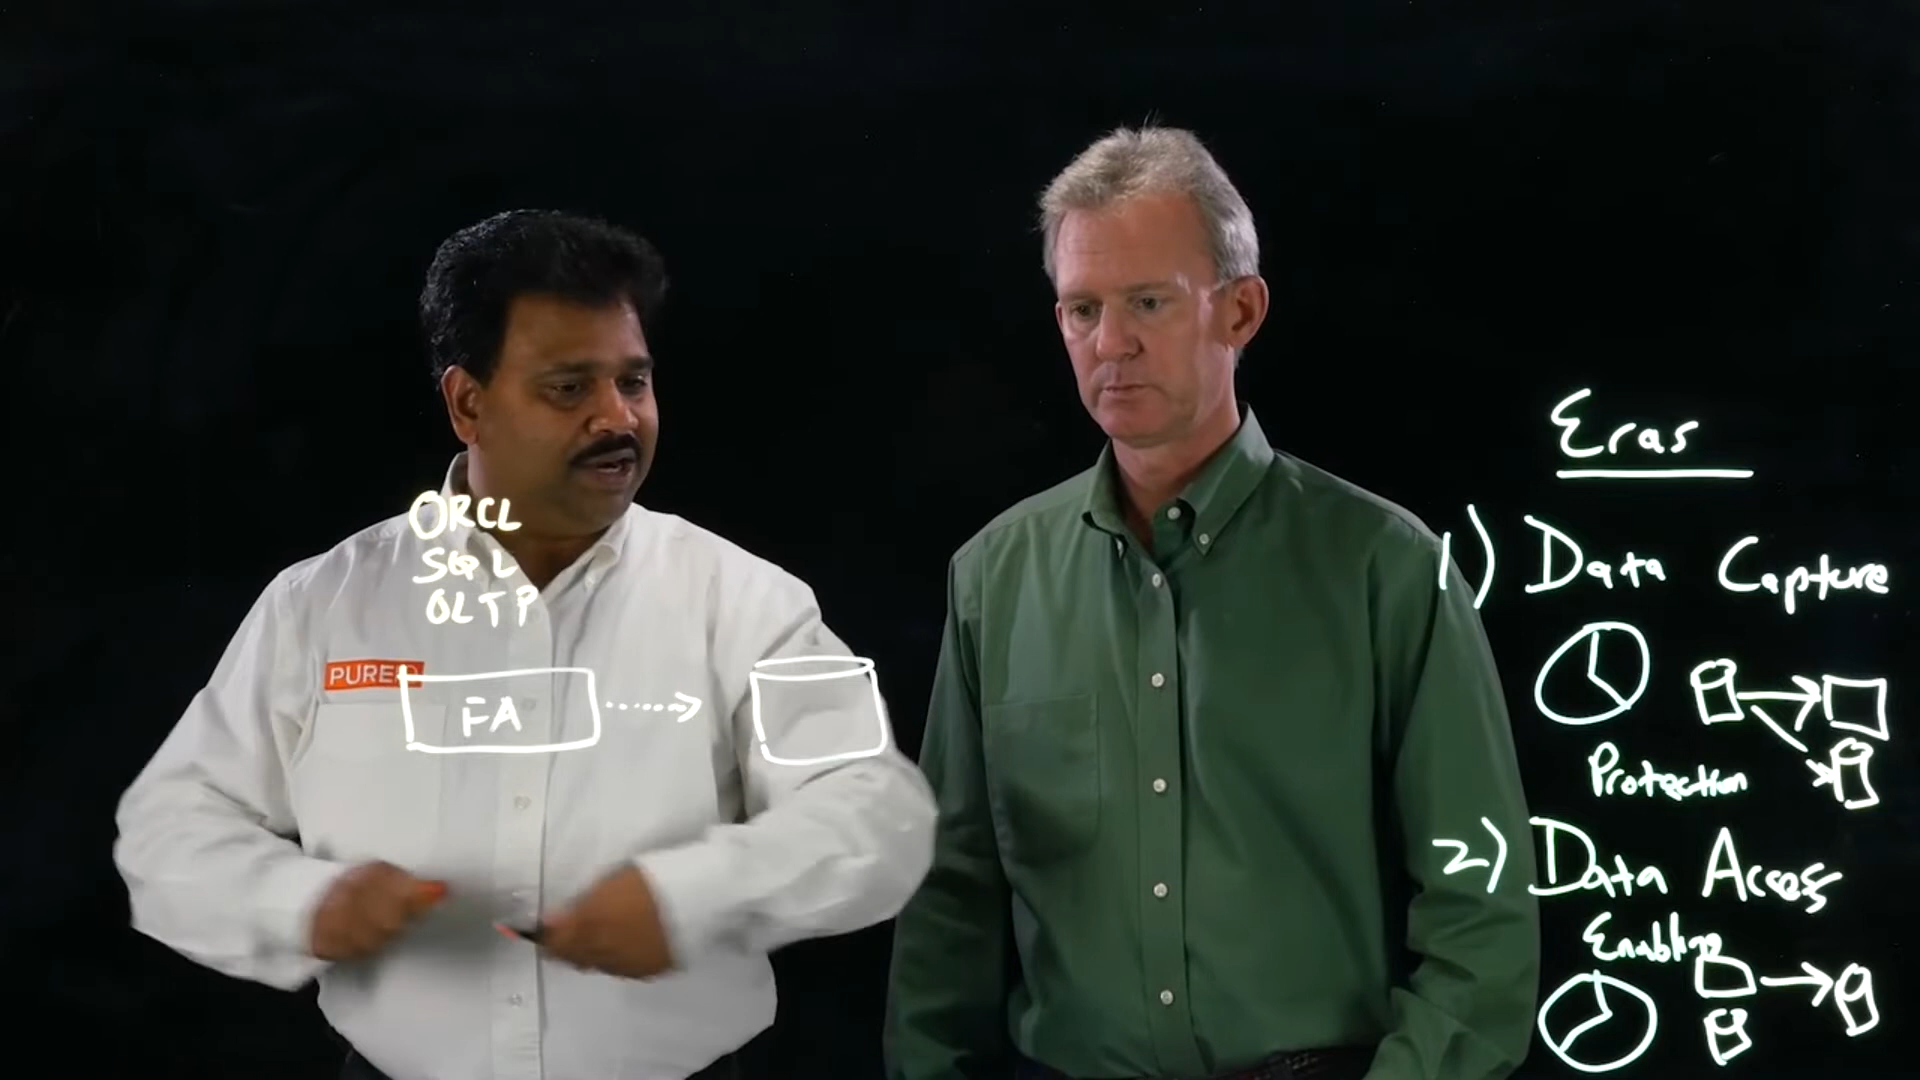 ORCL
SQL
OLTP
PURE
FA
Eras
1) Data Capture
Protection
2) Data Access
Enabling